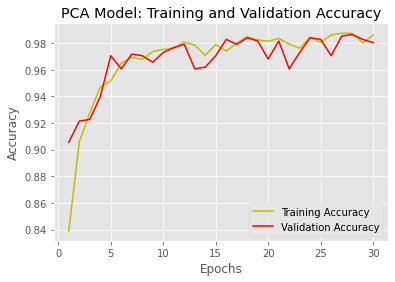 PCA Model: Training and Validation Accuracy
Accuracy
0.98
0.96
0.94
0.92
0.90
0.88
0.86
0.84
Training Accuracy
Validation Accuracy
0 5 10 15 20 25 30
Epochs